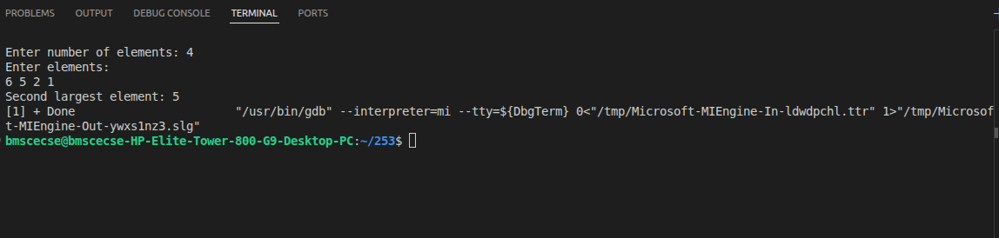 PROBLEMS OUTPUT DEBUG CONSOLE TERMINAL PORTS
Enter number of elements: 4
Enter elements:
6 5 2 1
Second largest element: 5
[1] + Done                       "/usr/bin/gdb" --interpreter=mi --tty=${DbgTerm} 0<"/tmp/Microsoft-MIEngine-In-ldwdpchl.ttr" 1>"/tmp/Microsof
t-MIEngine-Out-ywxs1nz3.slg"
bmscecse@bmscecse-HP-Elite-Tower-800-G9-Desktop-PC:~/253$